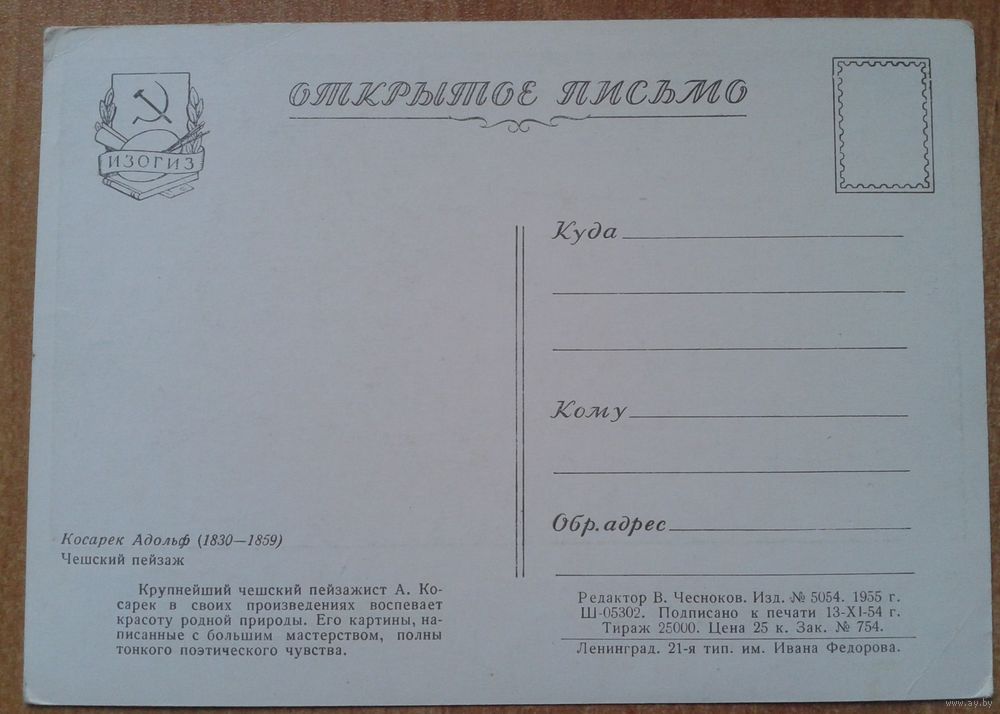 ИЗОГИЗ
ОТКРЫТОЕ ПИСЬМО
Куда
Кому
Обр. адрес
Косарек Адольф (1830—1859)
Чешский пейзаж
Крупнейший чешский пейзажист А. Ко-
сарек в своих произведениях воспевает
красоту родной природы. Его картины, на-
писанные с большим мастерством, полны
тонкого поэтического чувства.
Редактор В. Чесноков. Изд. № 5054. 1955 г.
Ш-05302. Подписано к печати 13-XI-54 г.
Тираж 25000. Цена 25 к. Зак. № 754.
Ленинград. 21-я тип. им. Ивана Федорова.
www.ay.by